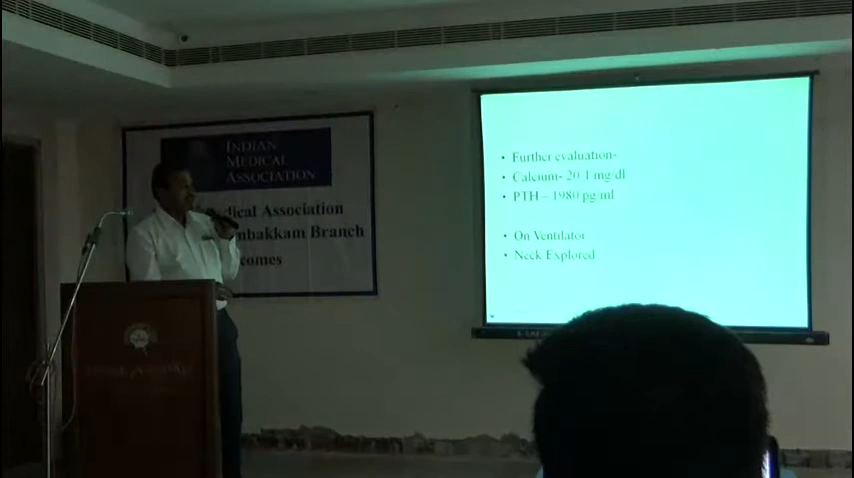 INDIAN
MEDICAL
ASSOCIATION
dical Association
mbakkam Branch
comes
• Further evaluation-
• Calcium- 20.1 mg/dl
• PTH – 1980 pg/ml
• On Ventilator
• Neck Explored